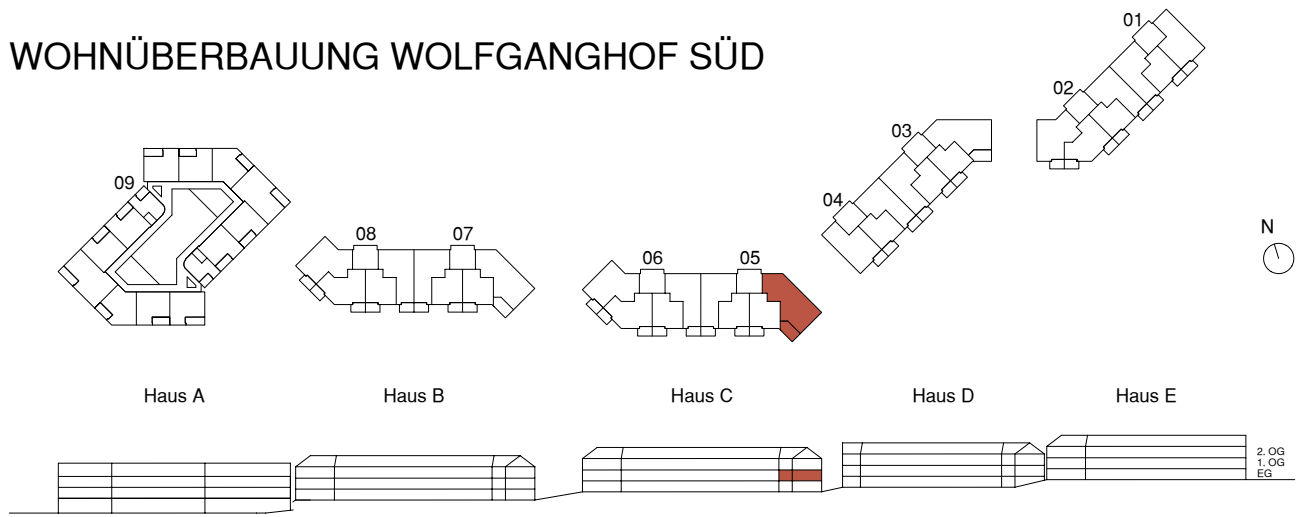 WOHNÜBERBAUUNG WOLFGANGHOF SÜD
01
02
03
04
09
08
07
06
05
N
Haus A
Haus B
Haus C
Haus D
Haus E
2. OG
1. OG
EG